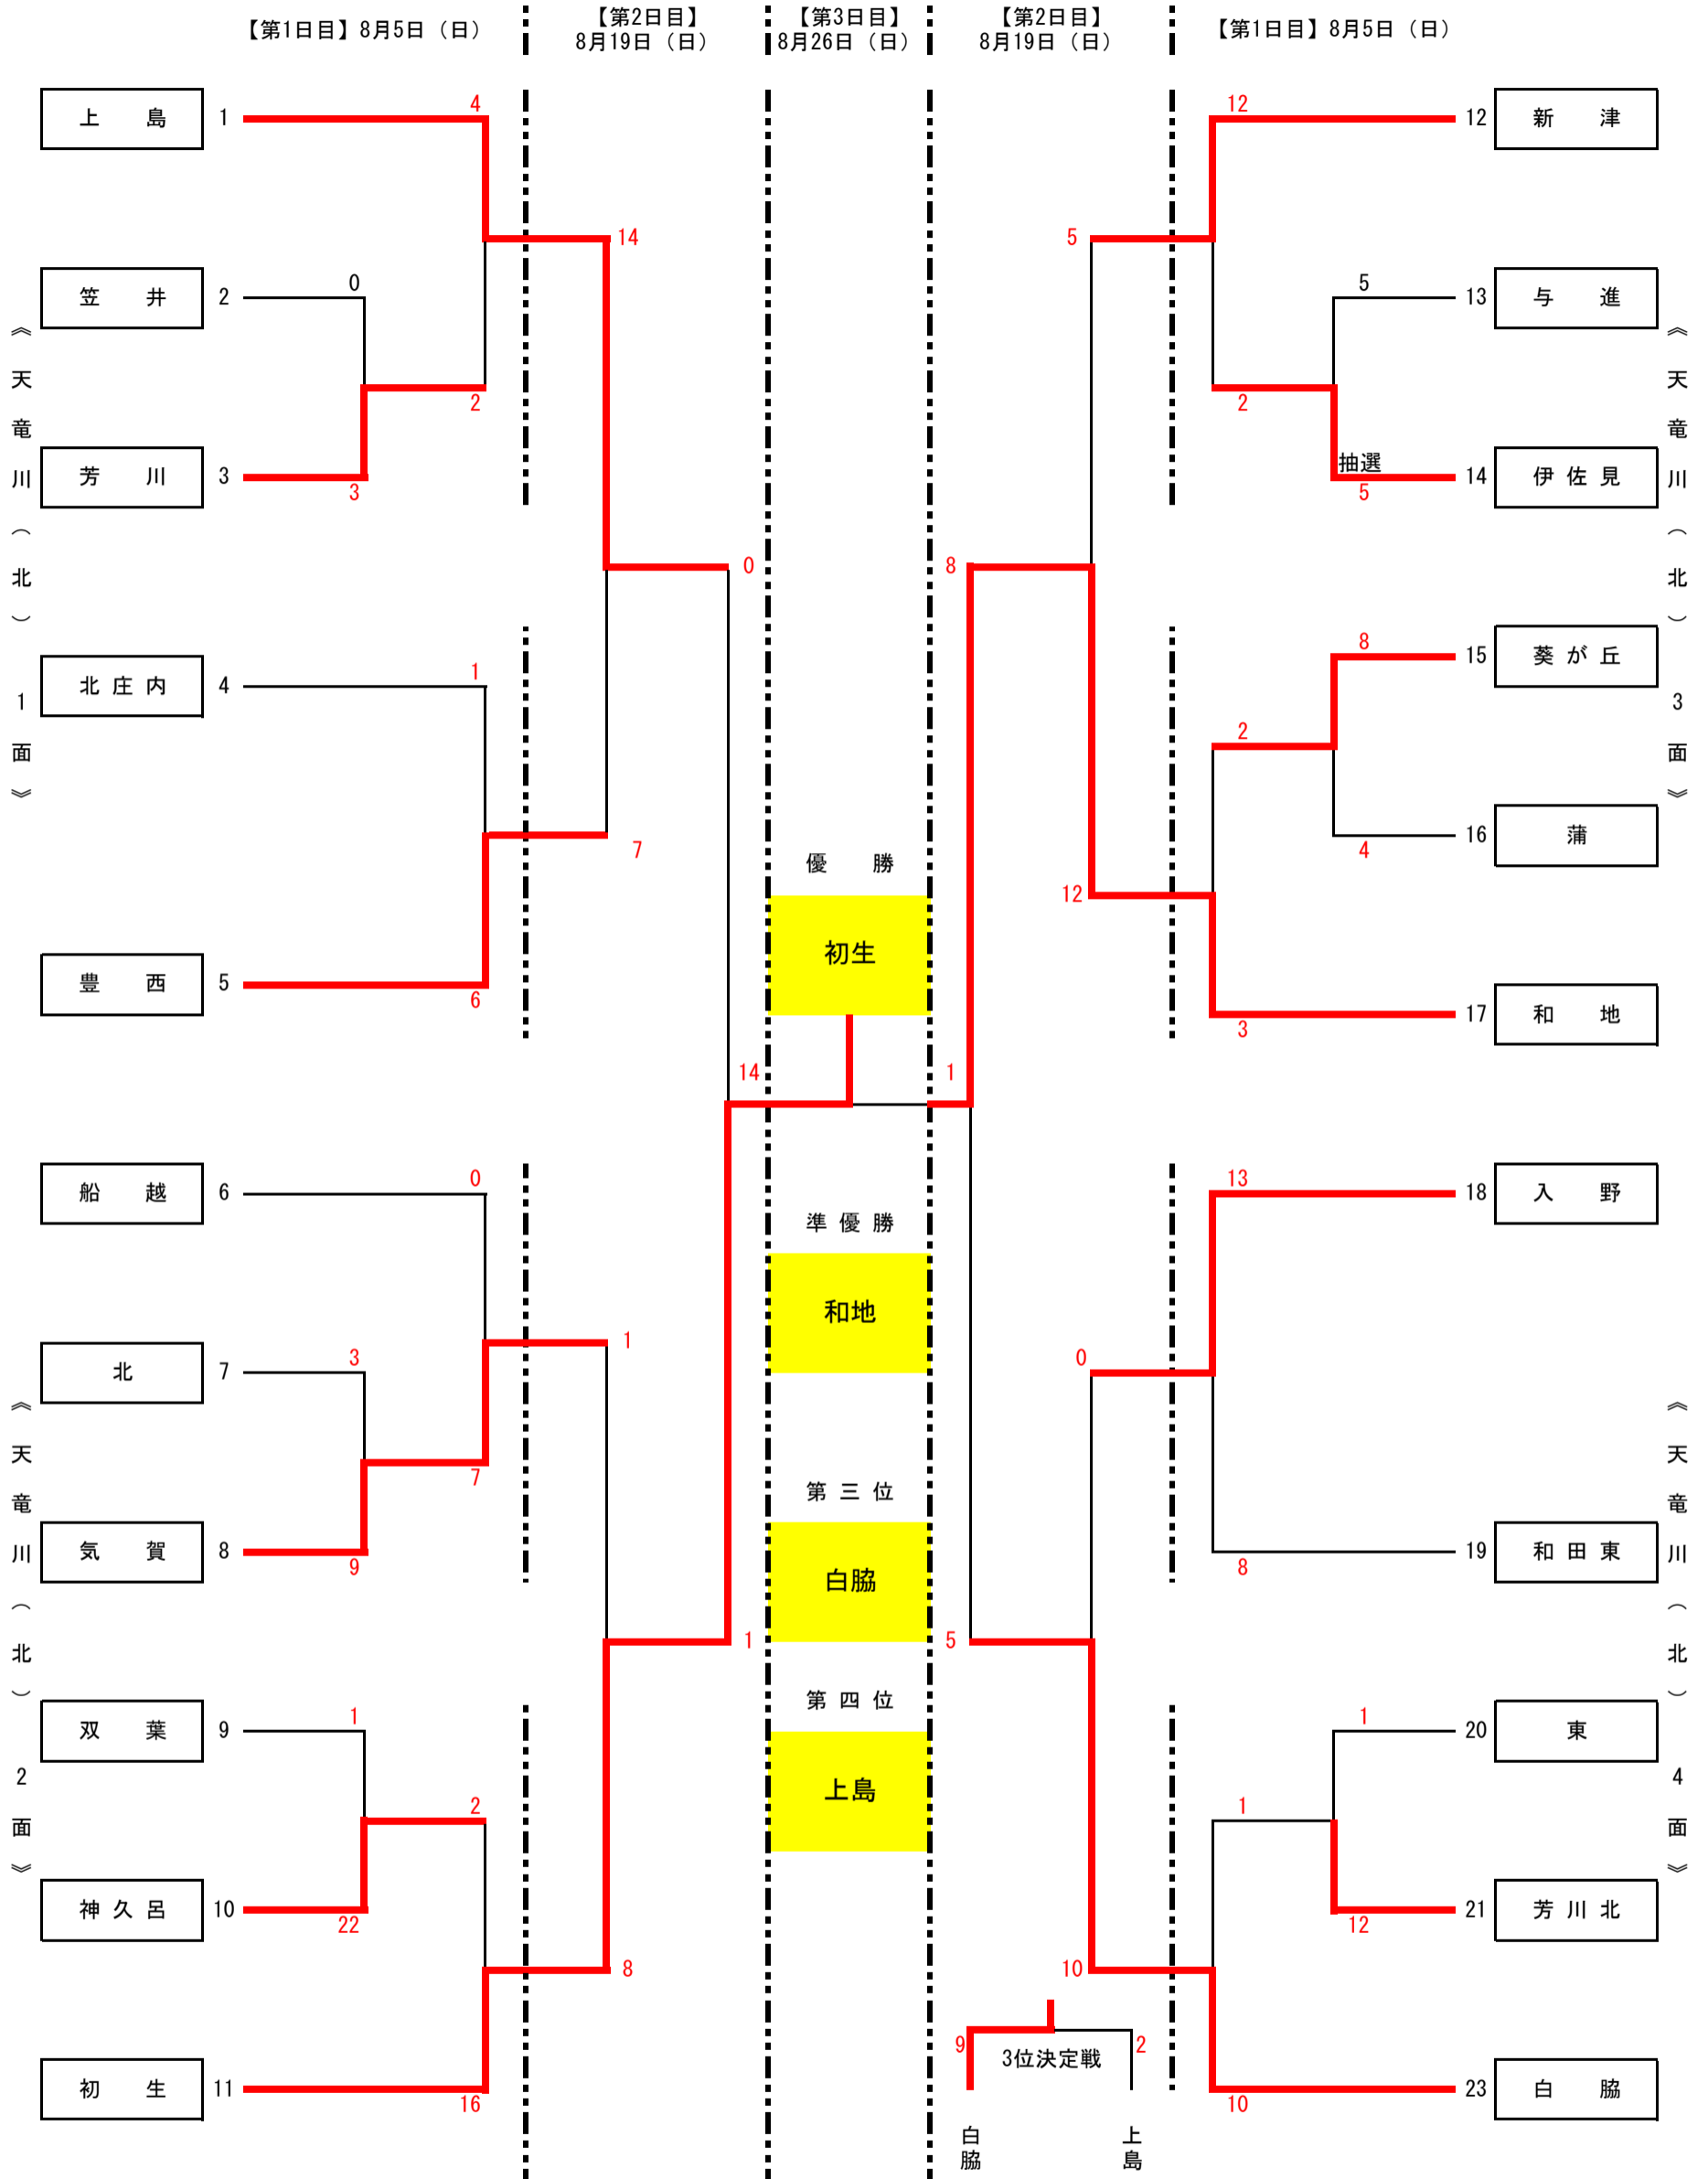 【第1日目】8月5日（日）
【第2日目】
8月19日（日）
【第3日目】
8月26日（日）
【第2日目】
8月19日（日）
【第1日目】8月5日（日）
《天竜川（北）1面》
上島 1 4
14
笠井 2 0
2
芳川 3 3
0
北庄内 4 1
7
豊西 5 6
14
《天竜川（北）2面》
船越 6 0
1
北 7 3
7
気賀 8 9
1
双葉 9 1
2
神久呂 10 22
8
初生 11 16
優勝
初生
準優勝
和地
第三位
白脇
第四位
上島
《天竜川（北）3面》
12 12 新津
5
5 13 与進
2
抽選
5 14 伊佐見
8
8 15 葵が丘
2
4 16 蒲
12
3 17 和地
1
《天竜川（北）4面》
13 18 入野
0
8 19 和田東
5
1 20 東
1
12 21 芳川北
10
10 23 白脇
9 3位決定戦 2
白脇
上島